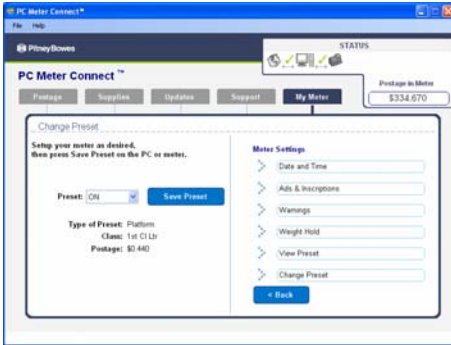 PC Meter Connect™
File Help
PitneyBowes
STATUS
PC Meter Connect ™
Postage in Meter
$334.670
Postage
Supplies
Updates
Support
My Meter
Change Preset
Setup your meter as desired,
then press Save Preset on the PC or meter.
Meter Settings
Date and Time
Ads & Inscriptions
Preset: ON
Save Preset
Warnings
Type of Preset: Platform
Class: 1st Cl Ltr
Postage: $0.440
Weight Hold
View Preset
Change Preset
< Back